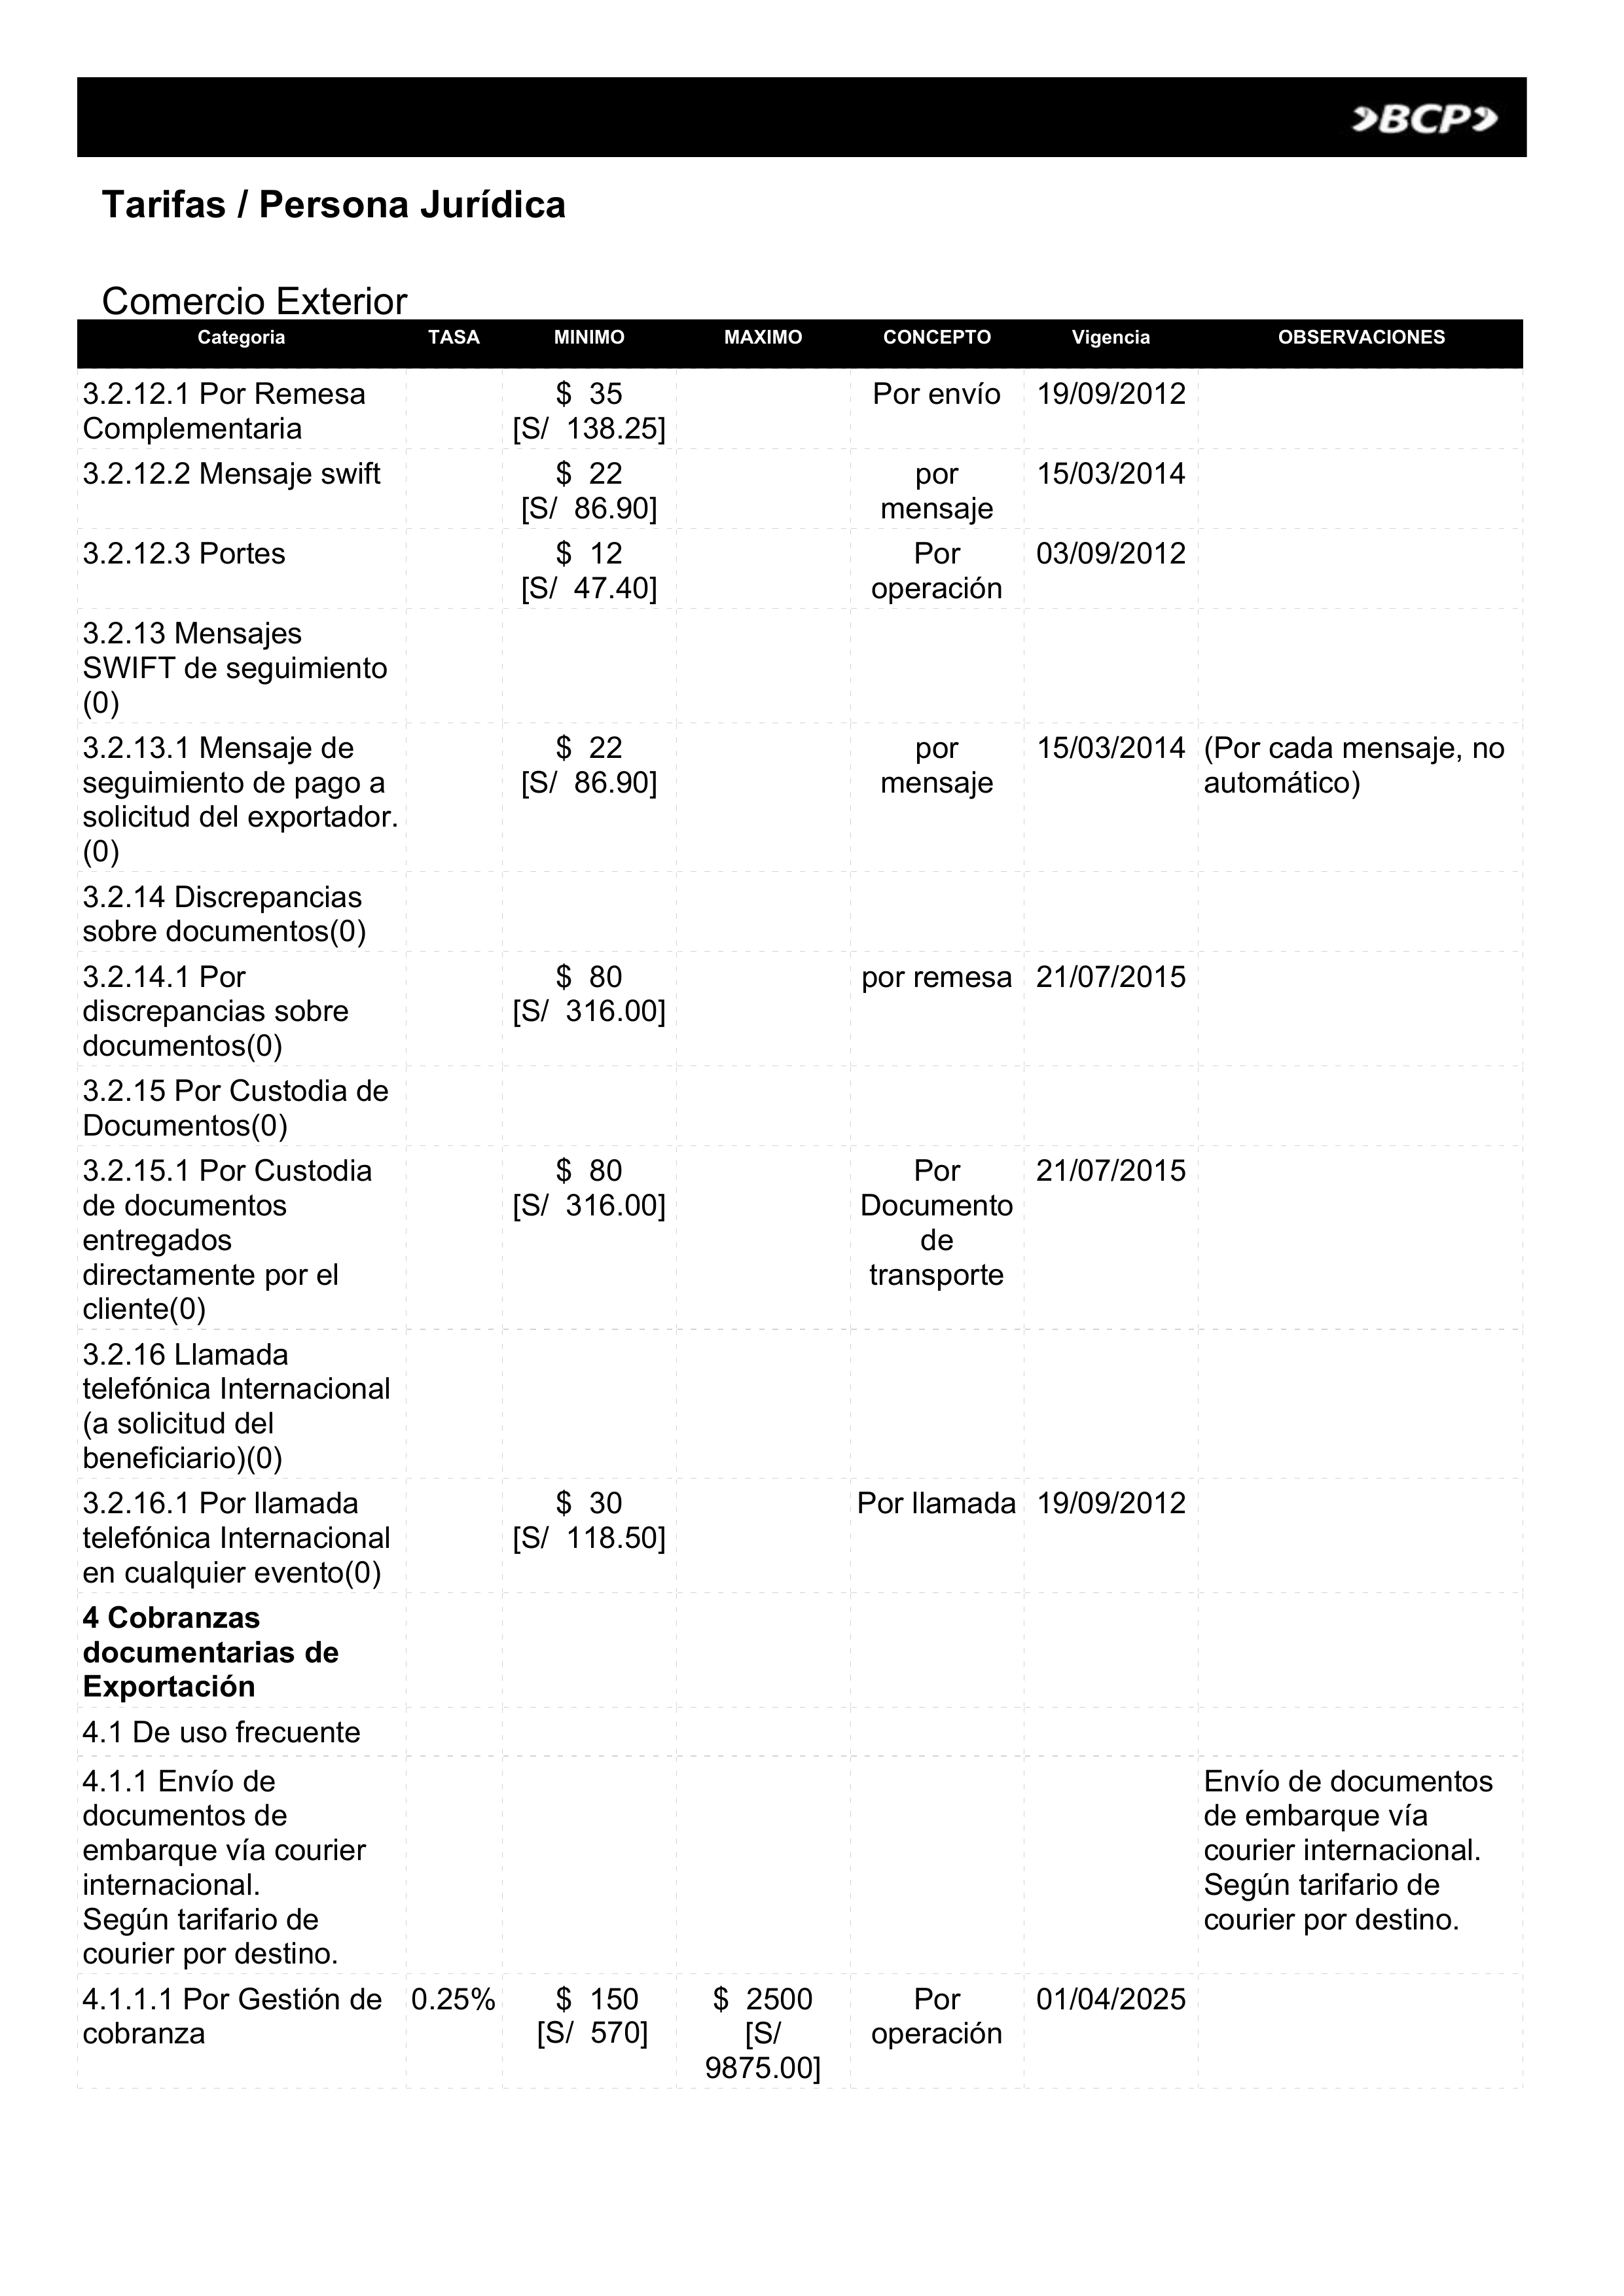 BCP
Tarifas / Persona Jurídica
Comercio Exterior
Categoria TASA MINIMO MAXIMO CONCEPTO Vigencia OBSERVACIONES
3.2.12.1 Por Remesa $ 35 Por envío 19/09/2012
Complementaria [S/ 138.25]
3.2.12.2 Mensaje swift $ 22 por 15/03/2014
[S/ 86.90] mensaje
3.2.12.3 Portes $ 12 Por 03/09/2012
[S/ 47.40] operación
3.2.13 Mensajes
SWIFT de seguimiento
(0)
3.2.13.1 Mensaje de $ 22 por 15/03/2014 (Por cada mensaje, no
seguimiento de pago a [S/ 86.90] mensaje automático)
solicitud del exportador.
(0)
3.2.14 Discrepancias
sobre documentos(0)
3.2.14.1 Por $ 80 por remesa 21/07/2015
discrepancias sobre [S/ 316.00]
documentos(0)
3.2.15 Por Custodia de
Documentos(0)
3.2.15.1 Por Custodia $ 80 Por 21/07/2015
de documentos [S/ 316.00] Documento
entregados de
directamente por el transporte
cliente(0)
3.2.16 Llamada
telefónica Internacional
(a solicitud del
beneficiario)(0)
3.2.16.1 Por llamada $ 30 Por llamada 19/09/2012
telefónica Internacional [S/ 118.50]
en cualquier evento(0)
4 Cobranzas
documentarias de
Exportación
4.1 De uso frecuente
4.1.1 Envío de Envío de documentos
documentos de de embarque vía
embarque vía courier courier internacional.
internacional. Según tarifario de
Según tarifario de courier por destino.
courier por destino.
4.1.1.1 Por Gestión de 0.25% $ 150 $ 2500 Por 01/04/2025
cobranza [S/ 570] [S/ operación
9875.00]